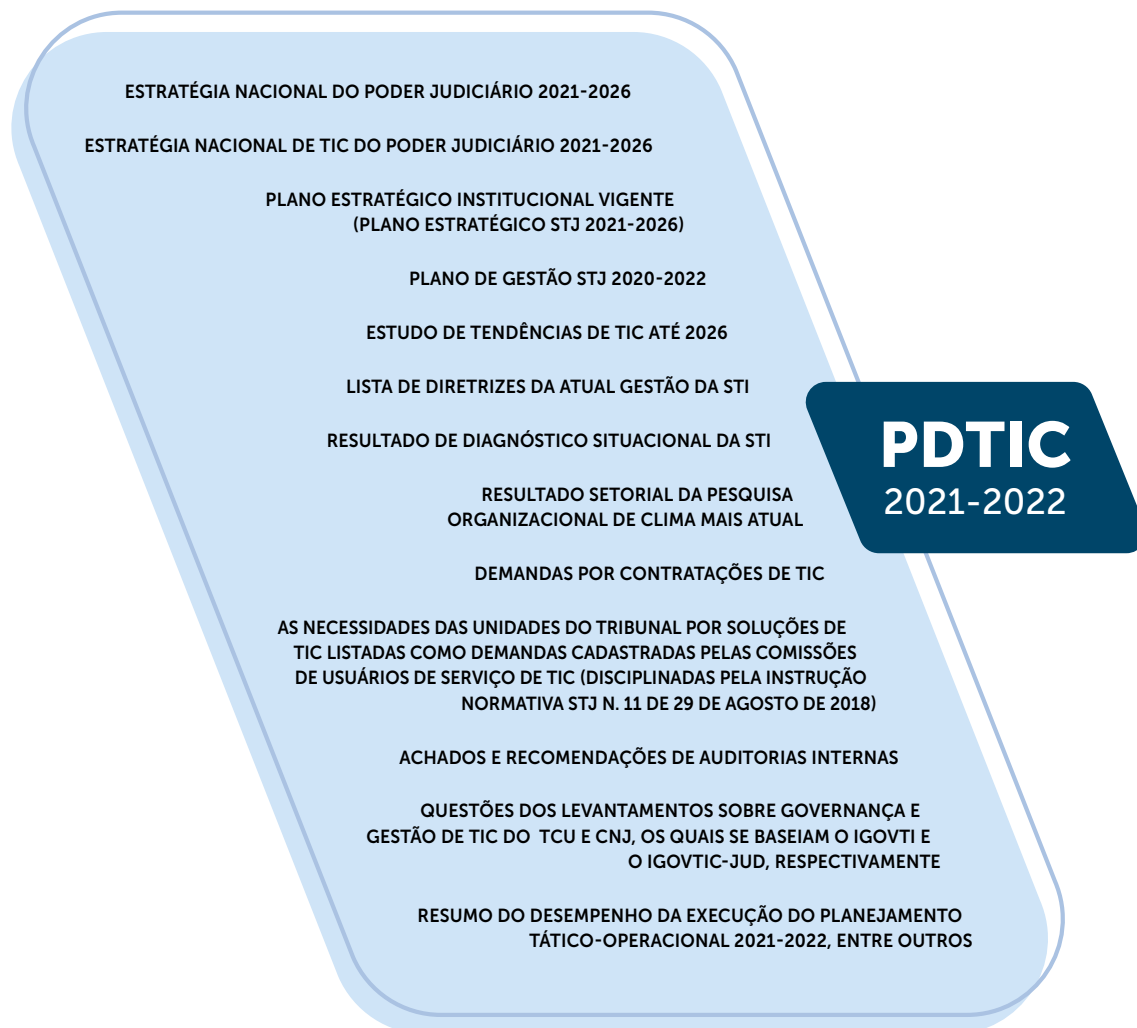 ESTRATÉGIA NACIONAL DO PODER JUDICIÁRIO 2021-2026
ESTRATÉGIA NACIONAL DE TIC DO PODER JUDICIÁRIO 2021-2026
PLANO ESTRATÉGICO INSTITUCIONAL VIGENTE
(PLANO ESTRATÉGICO STJ 2021-2026)
PLANO DE GESTÃO STJ 2020-2022
ESTUDO DE TENDÊNCIAS DE TIC ATÉ 2026
LISTA DE DIRETRIZES DA ATUAL GESTÃO DA STI
RESULTADO DE DIAGNÓSTICO SITUACIONAL DA STI
RESULTADO SETORIAL DA PESQUISA
ORGANIZACIONAL DE CLIMA MAIS ATUAL
DEMANDAS POR CONTRATAÇÕES DE TIC
AS NECESSIDADES DAS UNIDADES DO TRIBUNAL POR SOLUÇÕES DE
TIC LISTADAS COMO DEMANDAS CADASTRADAS PELAS COMISSÕES
DE USUÁRIOS DE SERVIÇO DE TIC (DISCIPLINADAS PELA INSTRUÇÃO
NORMATIVA STJ N. 11 DE 29 DE AGOSTO DE 2018)
ACHADOS E RECOMENDAÇÕES DE AUDITORIAS INTERNAS
QUESTÕES DOS LEVANTAMENTOS SOBRE GOVERNANÇA E
GESTÃO DE TIC DO TCU E CNJ, OS QUAIS SE BASEIAM O IGOVTI E
O IGOVTIC-JUD, RESPECTIVAMENTE
RESUMO DO DESEMPENHO DA EXECUÇÃO DO PLANEJAMENTO
TÁTICO-OPERACIONAL 2021-2022, ENTRE OUTROS
PDTIC
2021-2022